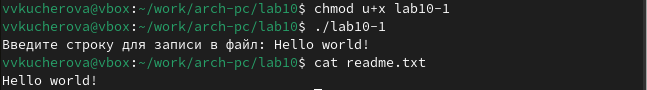 vvkucherova@vbox:~/work/arch-pc/lab10$ chmod u+x lab10-1
vvkucherova@vbox:~/work/arch-pc/lab10$ ./lab10-1
Введите строку для записи в файл: Hello world!
vvkucherova@vbox:~/work/arch-pc/lab10$ cat readme.txt
Hello world!